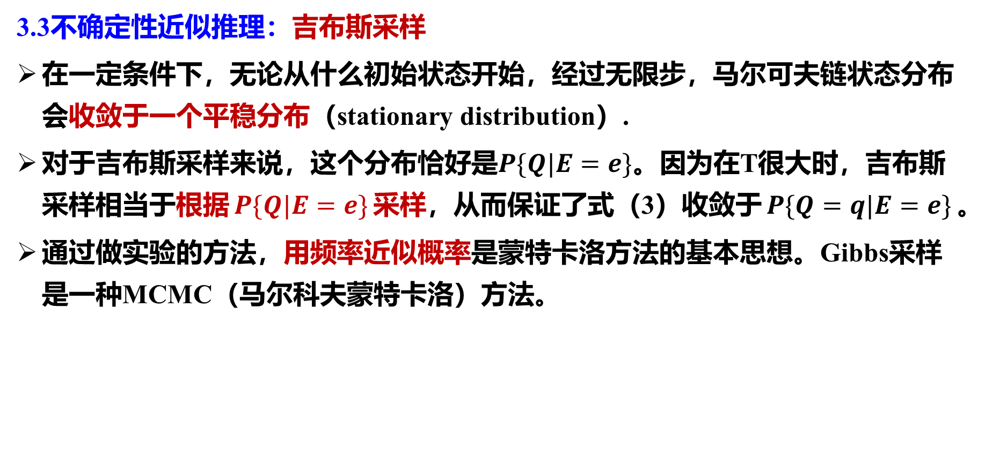 3.3不确定性近似推理：吉布斯采样
➢ 在一定条件下，无论从什么初始状态开始，经过无限步，马尔可夫链状态分布
会收敛于一个平稳分布（stationary distribution）.
➢ 对于吉布斯采样来说，这个分布恰好是P{Q|E = e}。因为在T很大时，吉布斯
采样相当于根据 P{Q|E = e} 采样，从而保证了式（3）收敛于 P{Q = q|E = e} 。
➢ 通过做实验的方法，用频率近似概率是蒙特卡洛方法的基本思想。Gibbs采样
是一种MCMC（马尔科夫蒙特卡洛）方法。